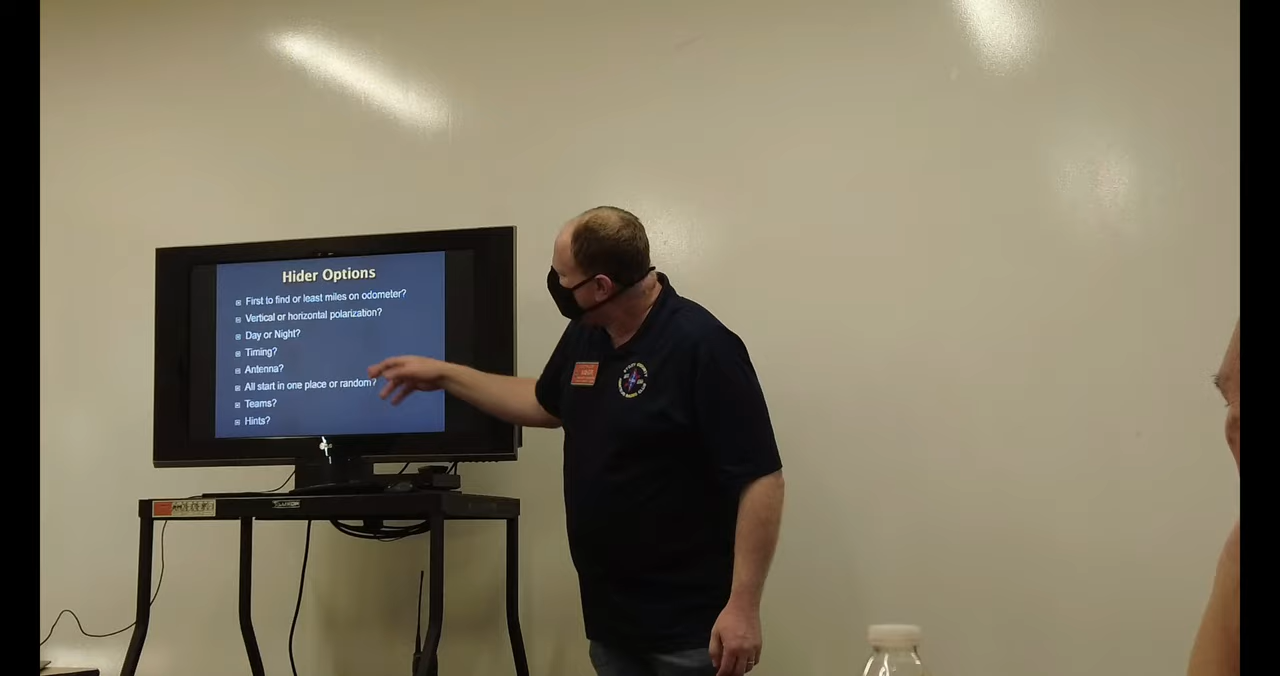 Hider Options
First to find or least miles on odometer?
Vertical or horizontal polarization?
Day or Night?
Timing?
Antenna?
All start in one place or random?
Teams?
Hints?
LUXOR